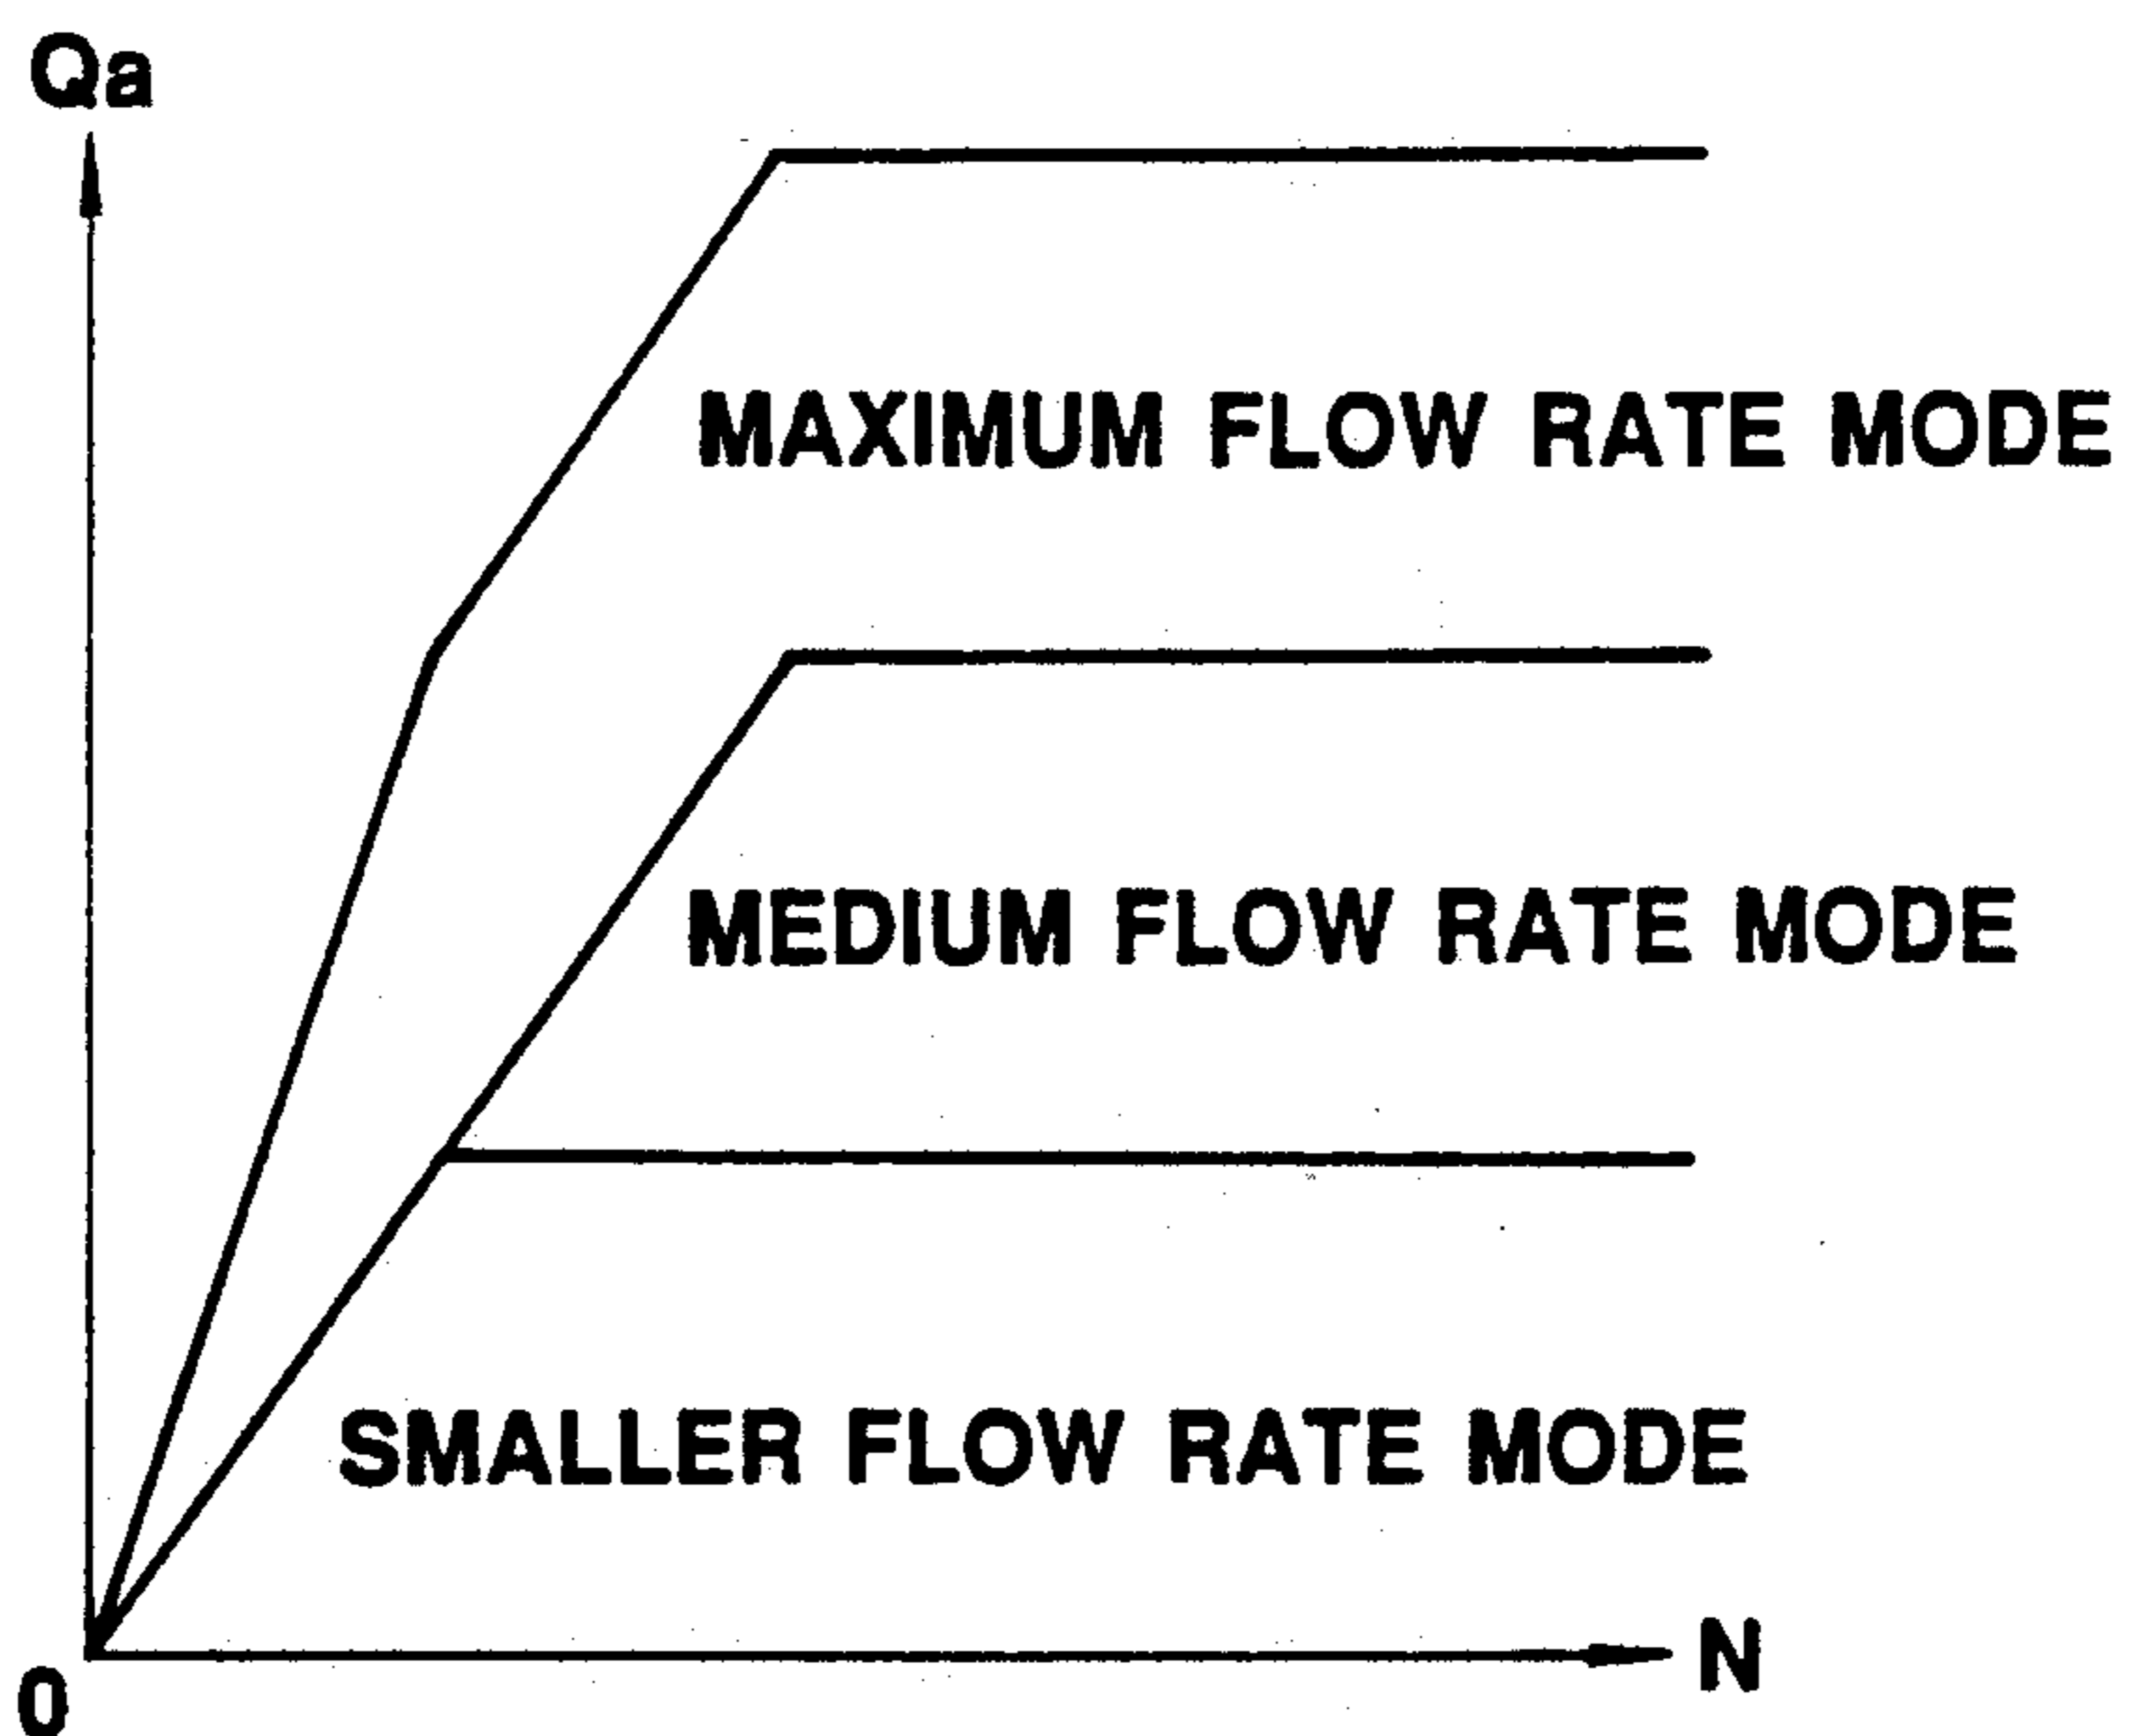 Qa
MAXIMUM FLOW RATE MODE
MEDIUM FLOW RATE MODE
SMALLER FLOW RATE MODE
N
0